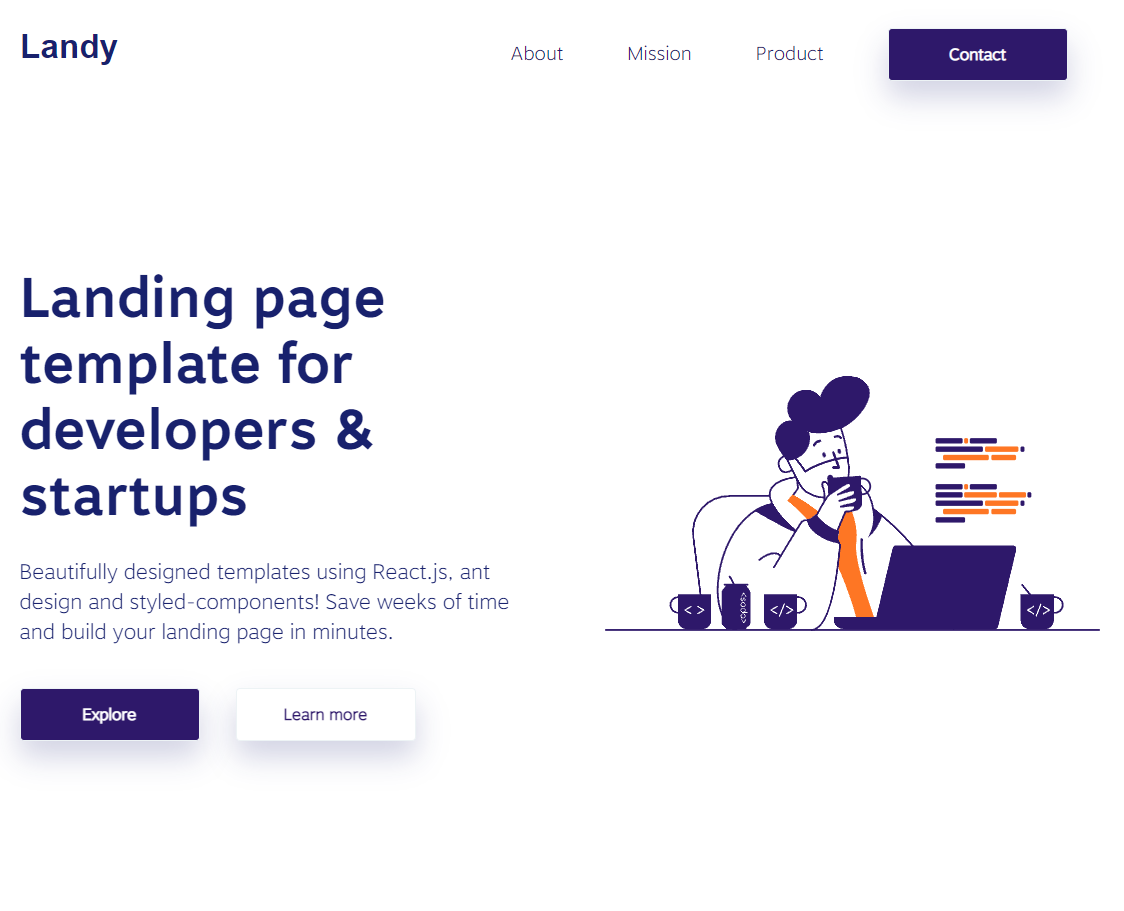 Landy
About
Mission
Product
Contact
Landing page
template for
developers &
startups
Beautifully designed templates using React.js, ant
design and styled-components! Save weeks of time
and build your landing page in minutes.
Explore
Learn more
< >
</>
</>